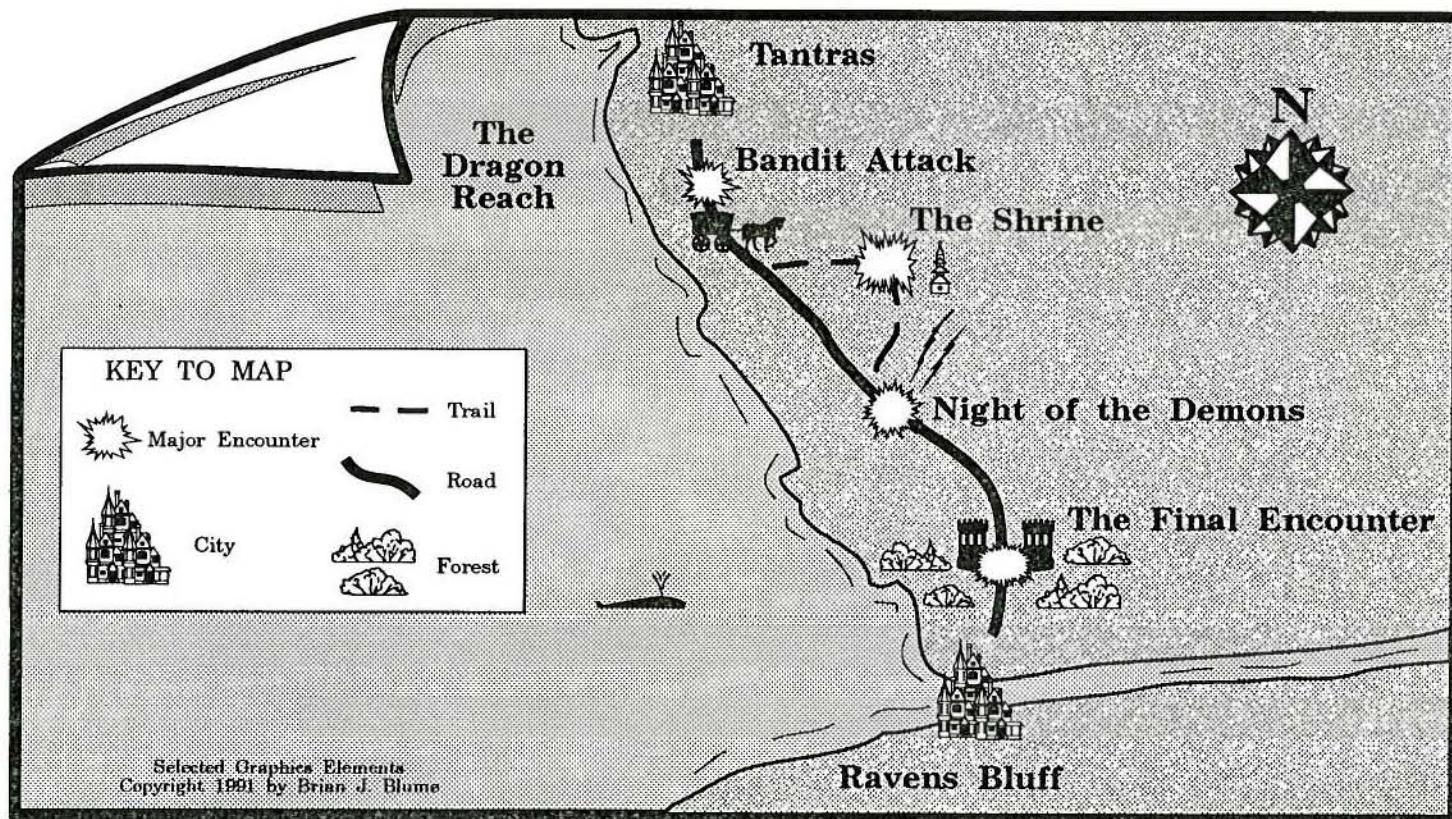 Tantras
The
Dragon
Reach
Bandit Attack
N
The Shrine
KEY TO MAP
Major Encounter
Trail
Road
City
Forest
Night of the Demons
The Final Encounter
Ravens Bluff
Selected Graphics Elements
Copyright 1991 by Brian J. Blume